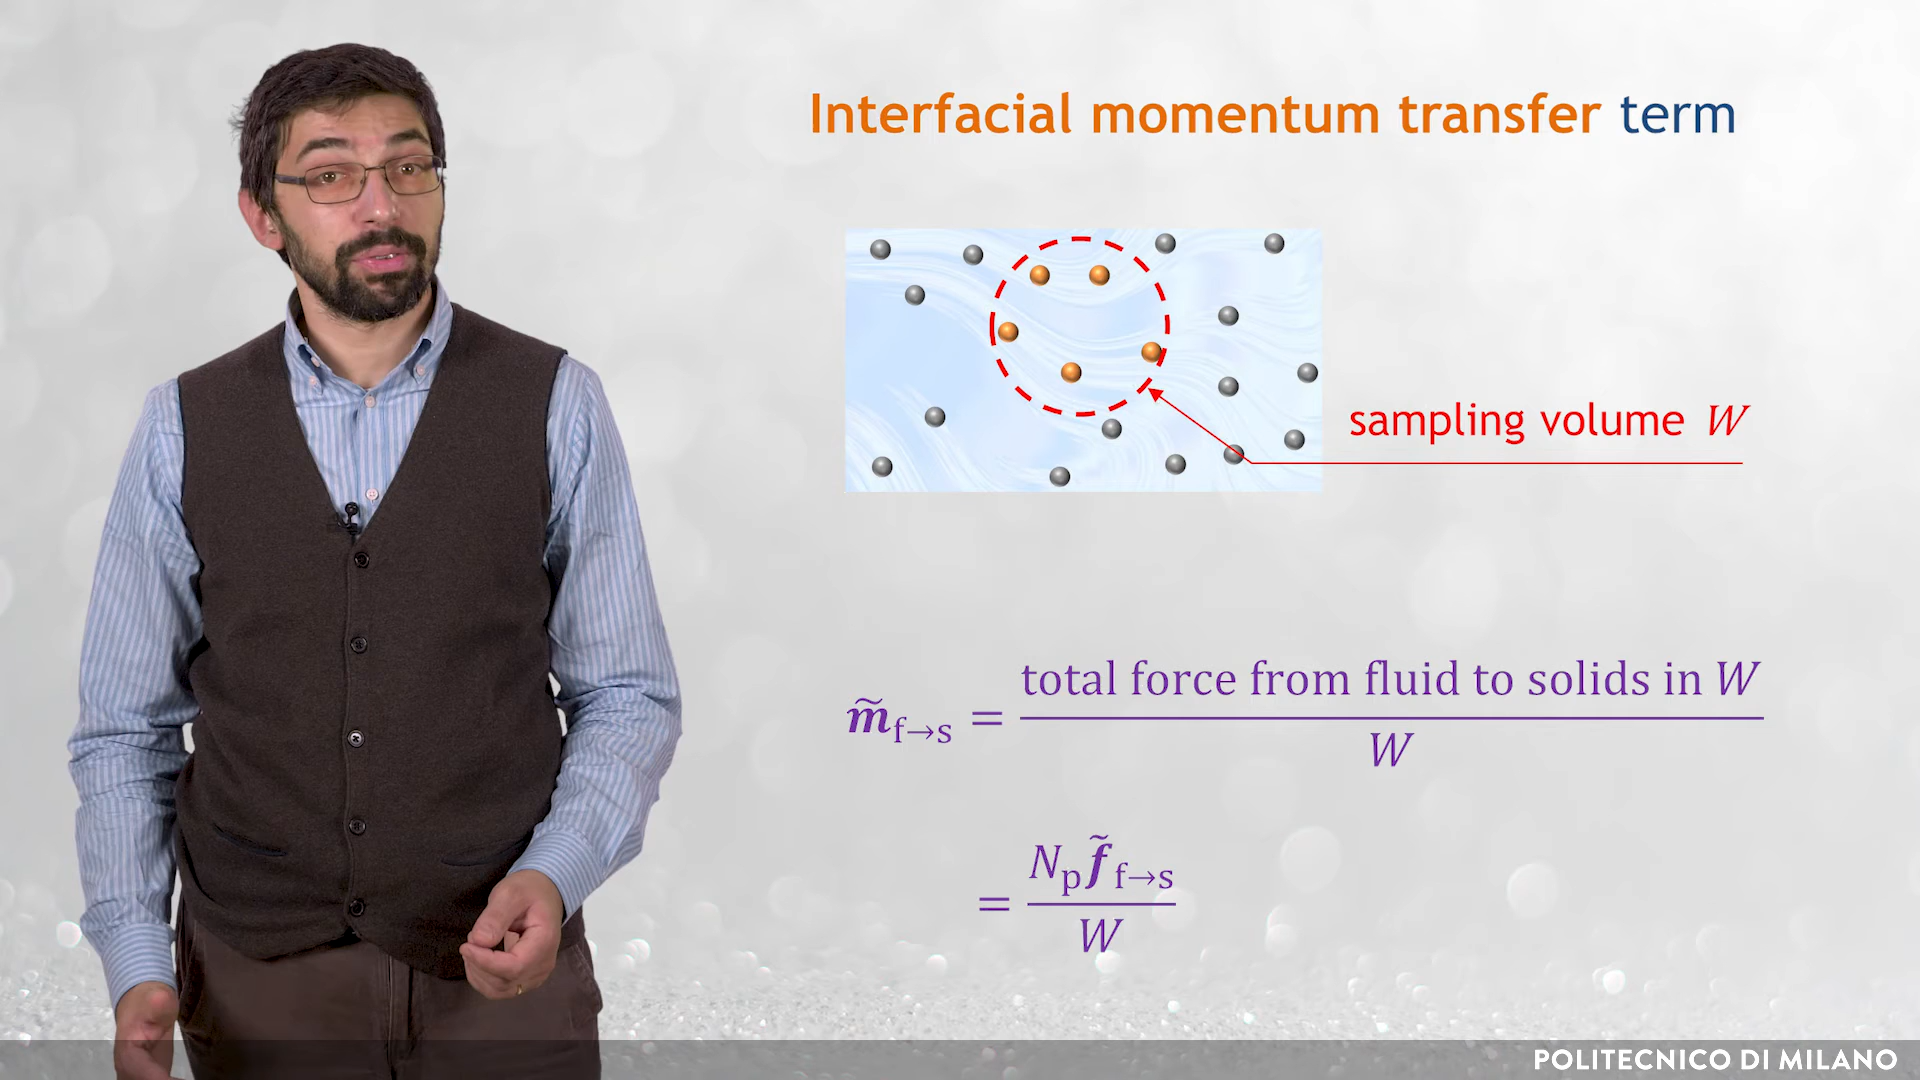 Interfacial momentum transfer term
sampling volume W
m̃f→s = total force from fluid to solids in W
W
= Npf̃f→s
W
POLITECNICO DI MILANO